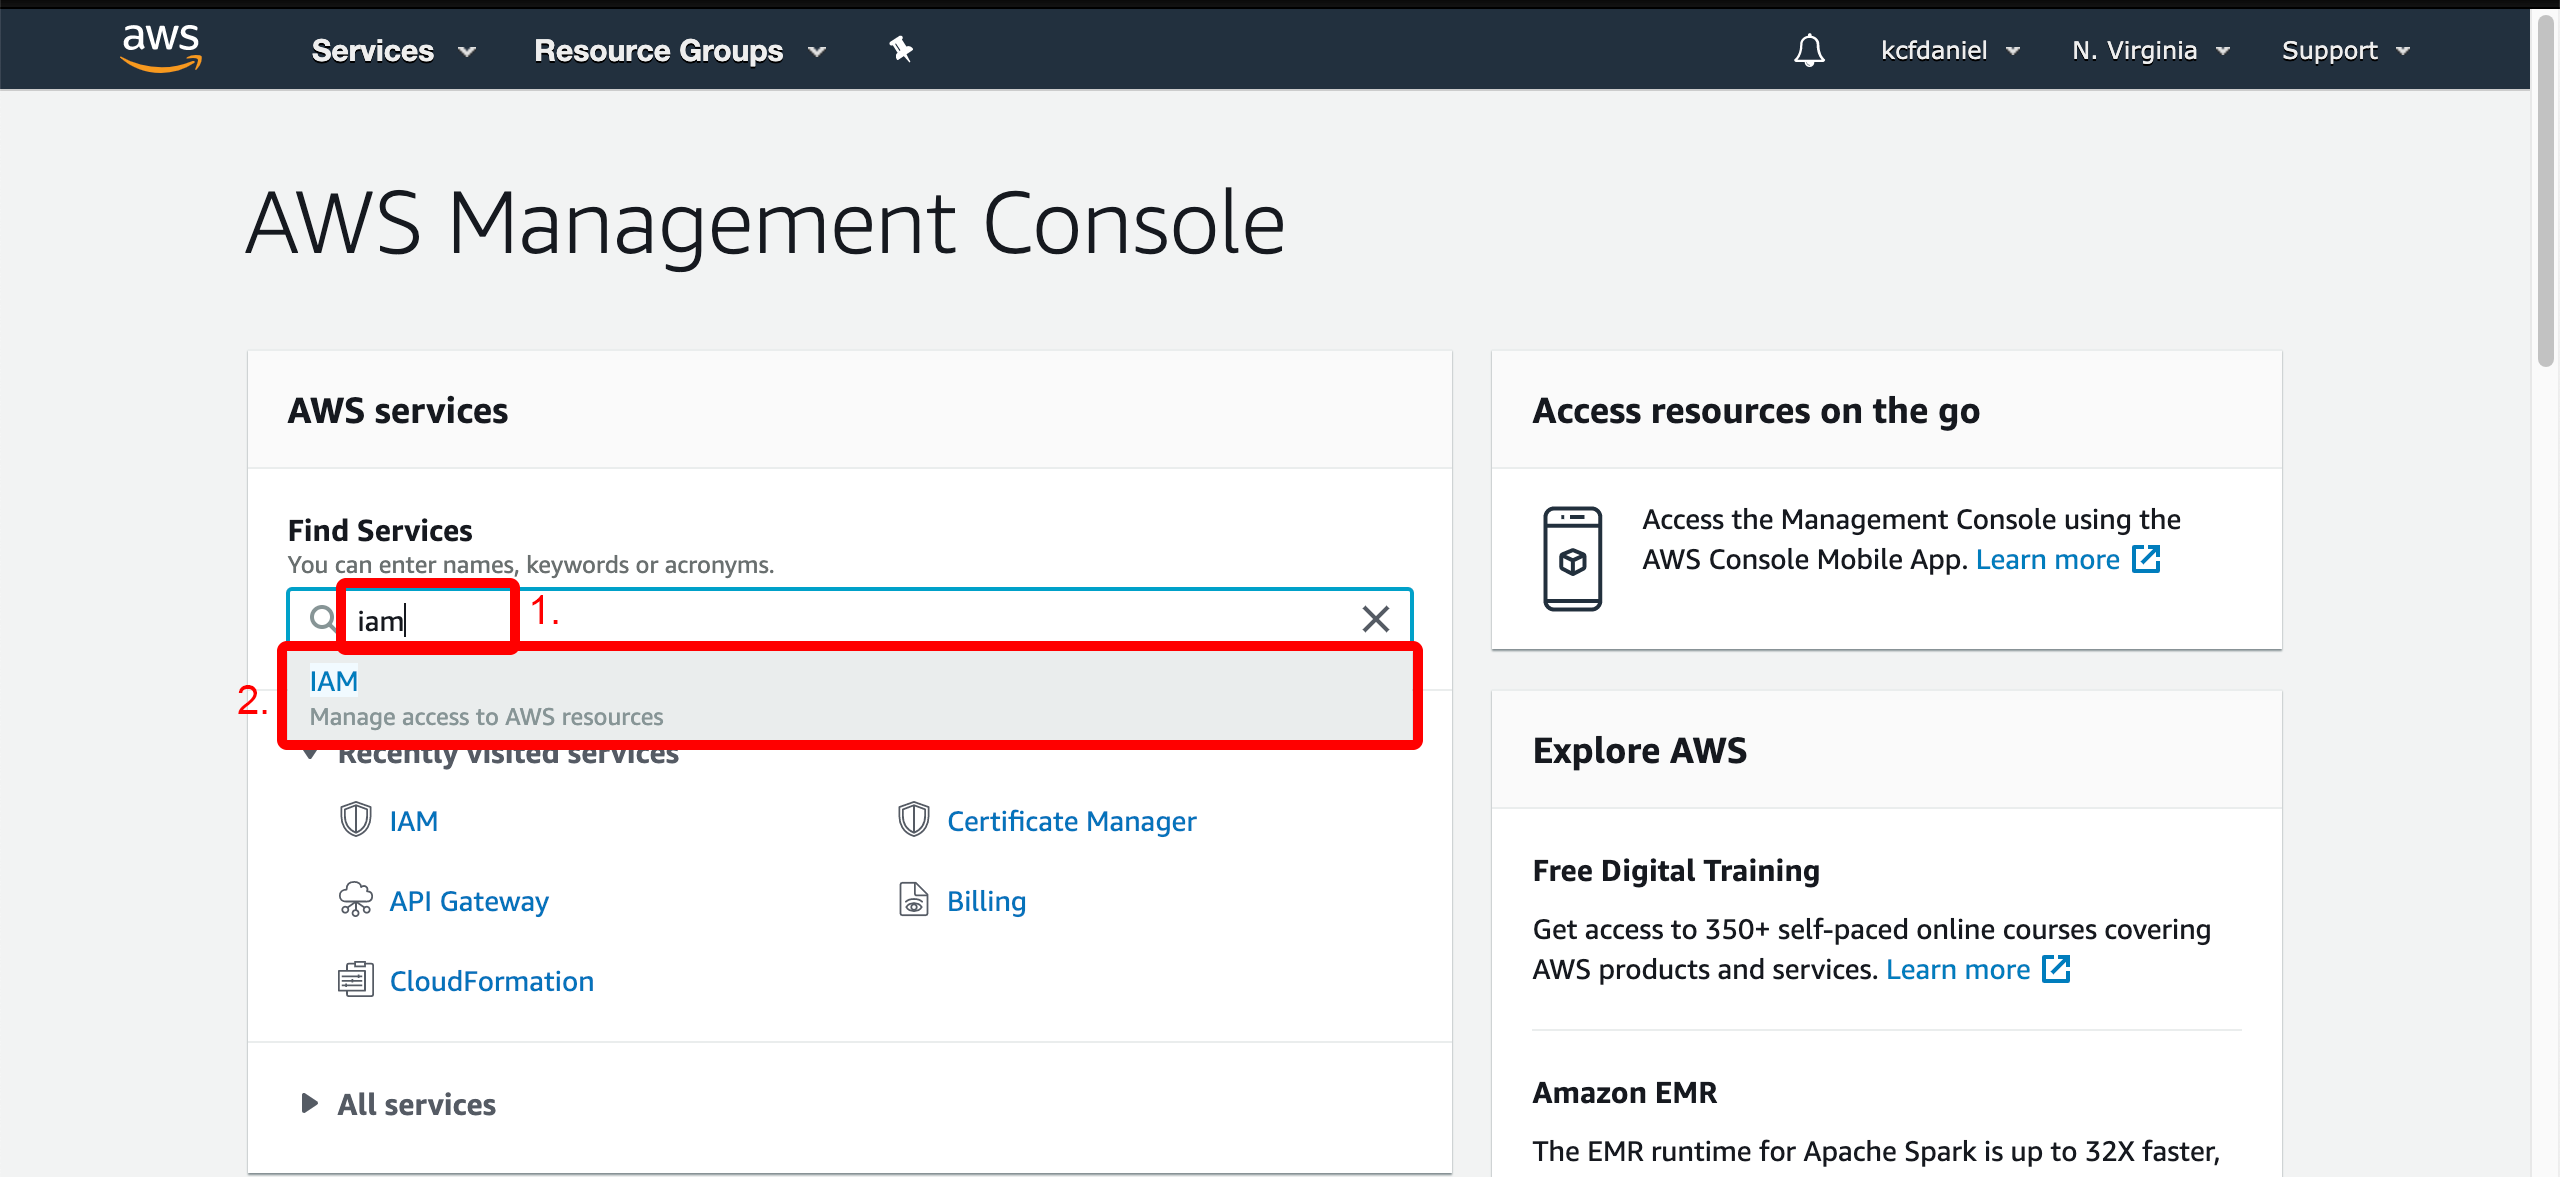 aws
Services
Resource Groups
kcfdaniel
N. Virginia
Support
AWS Management Console
AWS services
Find Services
You can enter names, keywords or acronyms.
iam
1.
2.
IAM
Manage access to AWS resources
Recently visited services
IAM
Certificate Manager
API Gateway
Billing
CloudFormation
All services
Access resources on the go
Access the Management Console using the
AWS Console Mobile App. Learn more
Explore AWS
Free Digital Training
Get access to 350+ self-paced online courses covering
AWS products and services. Learn more
Amazon EMR
The EMR runtime for Apache Spark is up to 32X faster,